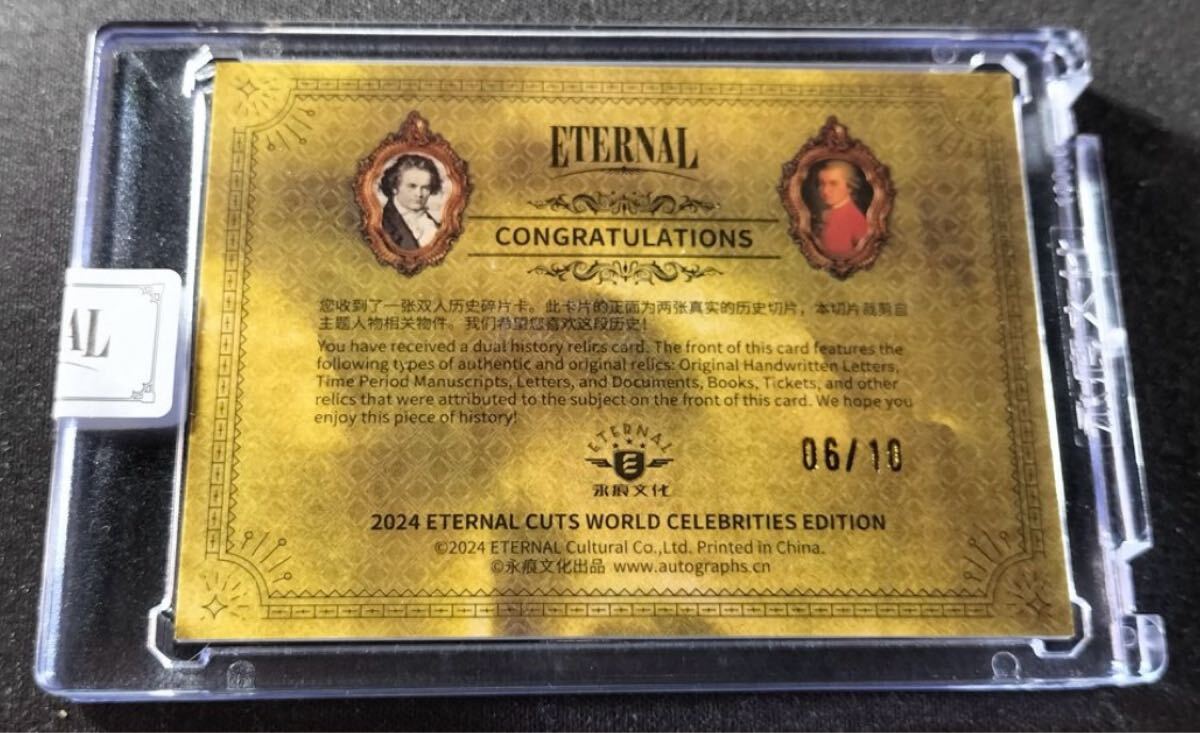 ETERNAL
CONGRATULATIONS
您收到了一张双人历史碎片卡。此卡片的正面为两张真实的历史切片，本切片裁剪自
主题人物相关物件。我们希望您喜欢这段历史！
You have received a dual history relics card. The front of this card features the
following types of authentic and original relics: Original Handwritten Letters,
Time Period Manuscripts, Letters, and Documents, Books, Tickets, and other
relics that were attributed to the subject on the front of this card. We hope you
enjoy this piece of history!
AL
ETERNAL
永痕文化
06/10
2024 ETERNAL CUTS WORLD CELEBRITIES EDITION
©2024 ETERNAL Cultural Co.,Ltd. Printed in China.
©永痕文化出品 www.autographs.cn